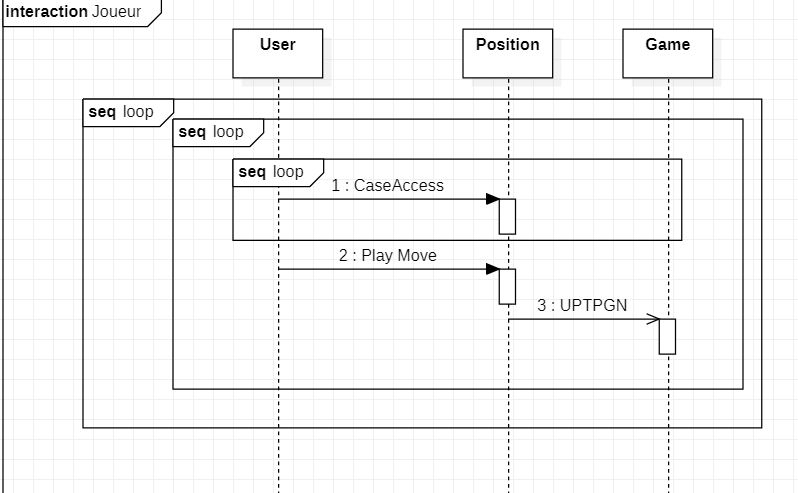 interaction Joueur
User
Position
Game
seq loop
seq loop
seq loop
1 : CaseAccess
2 : Play Move
3 : UPTPGN